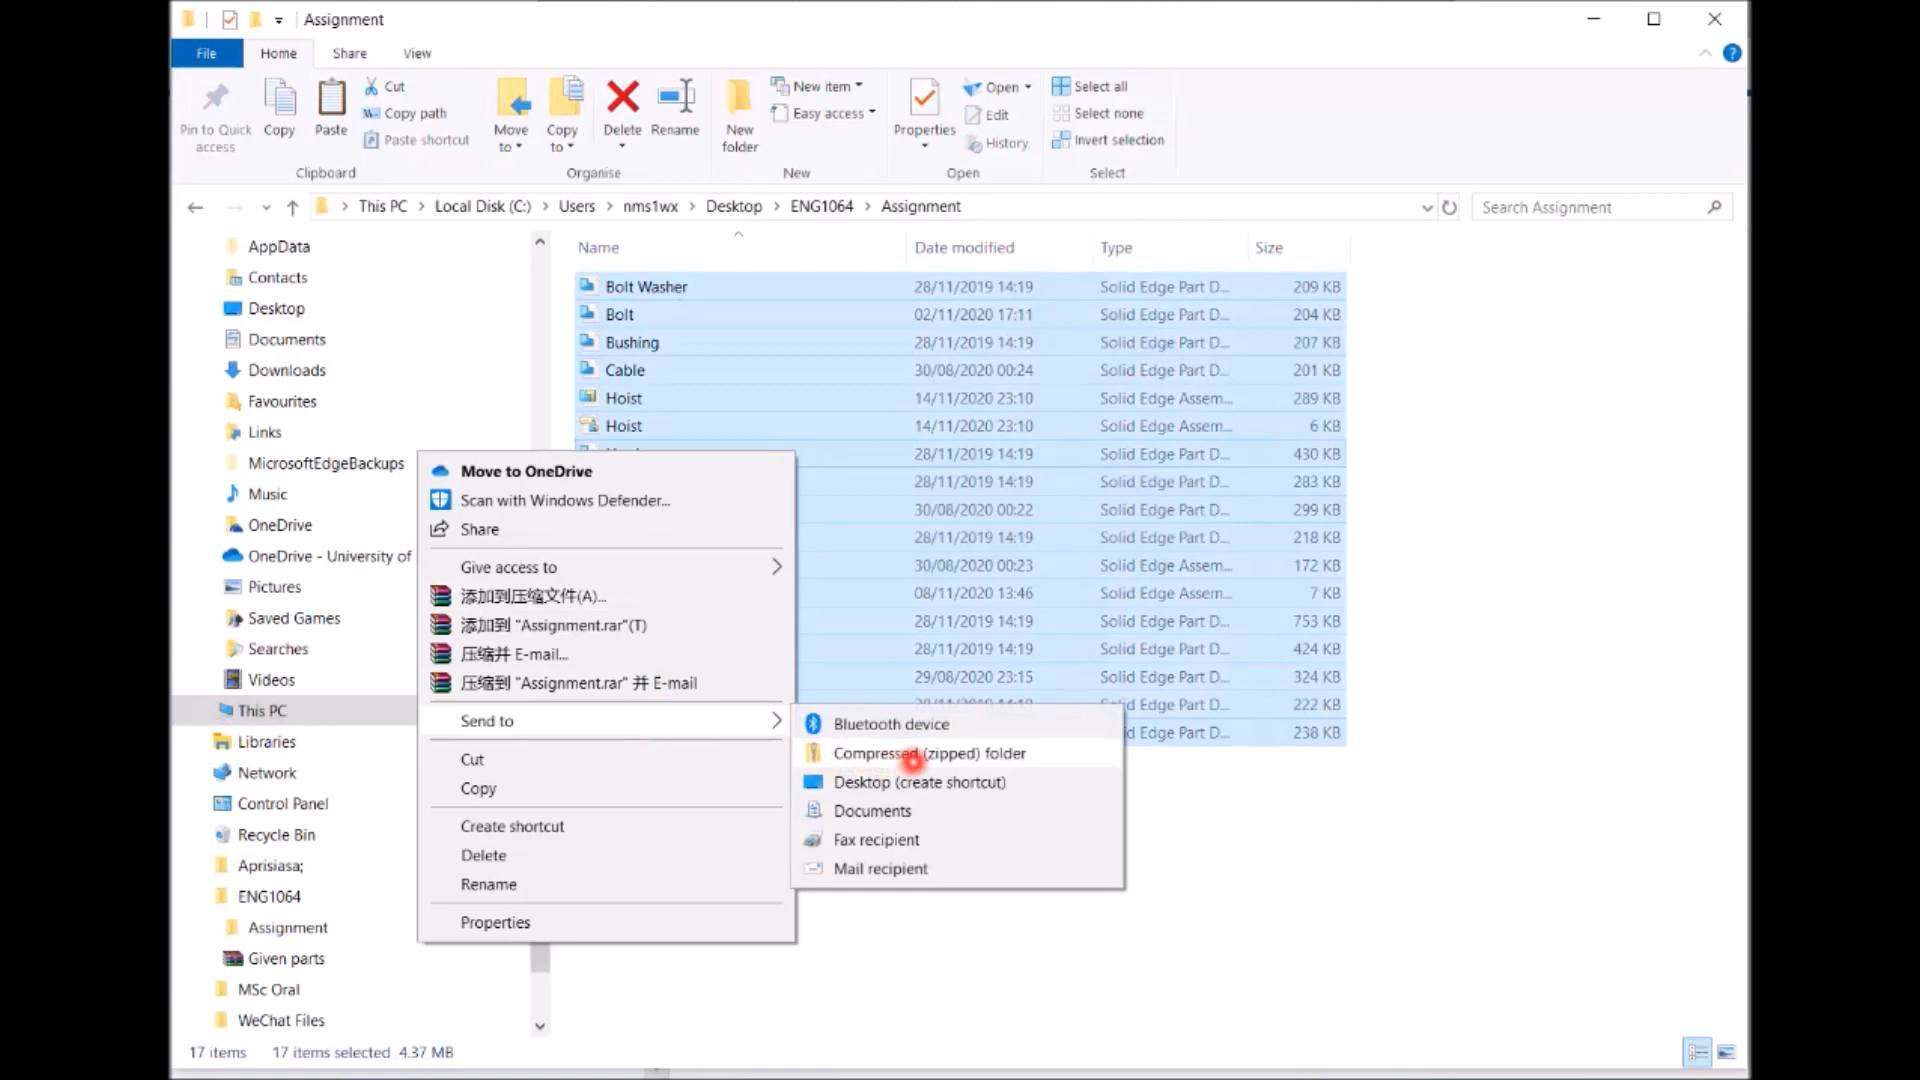 Assignment
File Home Share View
Pin to Quick access
Copy
Paste
Cut
Copy path
Paste shortcut
Clipboard
Move to
Copy to
Delete
Rename
Organise
New folder
New item
Easy access
New
Properties
Open
Edit
History
Open
Select all
Select none
Invert selection
Select
This PC > Local Disk (C:) > Users > nms1wx > Desktop > ENG1064 > Assignment
Search Assignment
AppData
Contacts
Desktop
Documents
Downloads
Favourites
Links
MicrosoftEdgeBackups
Music
OneDrive
OneDrive - University of
Pictures
Saved Games
Searches
Videos
This PC
Libraries
Network
Control Panel
Recycle Bin
Aprisiasa;
ENG1064
Assignment
Given parts
MSc Oral
WeChat Files
Name Date modified Type Size
Bolt Washer 28/11/2019 14:19 Solid Edge Part D... 209 KB
Bolt 02/11/2020 17:11 Solid Edge Part D... 204 KB
Bushing 28/11/2019 14:19 Solid Edge Part D... 207 KB
Cable 30/08/2020 00:24 Solid Edge Part D... 201 KB
Hoist 14/11/2020 23:10 Solid Edge Assem... 289 KB
Hoist 14/11/2020 23:10 Solid Edge Assem... 6 KB
28/11/2019 14:19 Solid Edge Part D... 430 KB
28/11/2019 14:19 Solid Edge Part D... 283 KB
30/08/2020 00:22 Solid Edge Part D... 299 KB
28/11/2019 14:19 Solid Edge Part D... 218 KB
30/08/2020 00:23 Solid Edge Assem... 172 KB
08/11/2020 13:46 Solid Edge Assem... 7 KB
28/11/2019 14:19 Solid Edge Part D... 753 KB
28/11/2019 14:19 Solid Edge Part D... 424 KB
29/08/2020 23:15 Solid Edge Part D... 324 KB
Solid Edge Part D... 222 KB
d Edge Part D... 238 KB
Move to OneDrive
Scan with Windows Defender...
Share
Give access to
添加到压缩文件(A)...
添加到 "Assignment.rar"(T)
压缩并 E-mail...
压缩到 "Assignment.rar" 并 E-mail
Send to
Cut
Copy
Create shortcut
Delete
Rename
Properties
Bluetooth device
Compressed (zipped) folder
Desktop (create shortcut)
Documents
Fax recipient
Mail recipient
17 items 17 items selected 4.37 MB